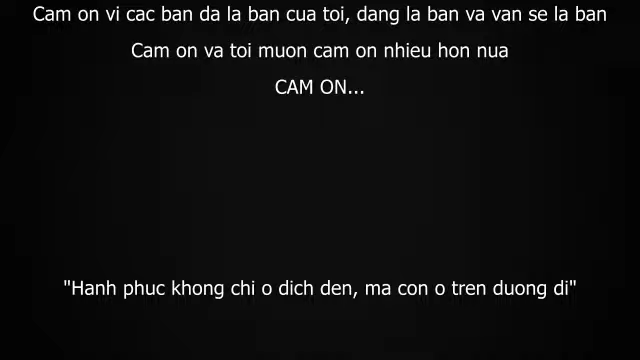 Cam on vi cac ban da la ban cua toi, dang la ban va van se la ban
Cam on va toi muon cam on nhieu hon nua
CAM ON...
"Hanh phuc khong chi o dich den, ma con o tren duong di"